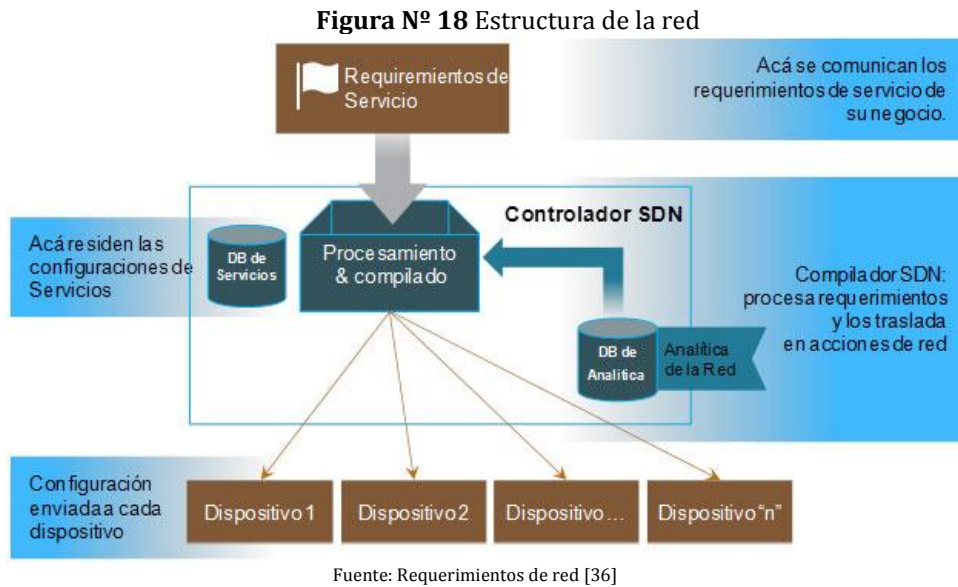 Figura Nº 18 Estructura de la red
Requiremientos de
Servicio
Acá se comunican los
requerimientos de servicio de
su negocio.
Controlador SDN
Acá residen las
configuraciones de
Servicios
DB de
Servicios
Procesamiento
& compilado
Compilador SDN:
procesa requerimientos
y los traslada
en acciones de red
DB de
Analitica
Analítica
de la Red
Configuración
enviada a cada
dispositivo
Dispositivo 1
Dispositivo 2
Dispositivo ...
Dispositivo "n"
Fuente: Requerimientos de red [36]